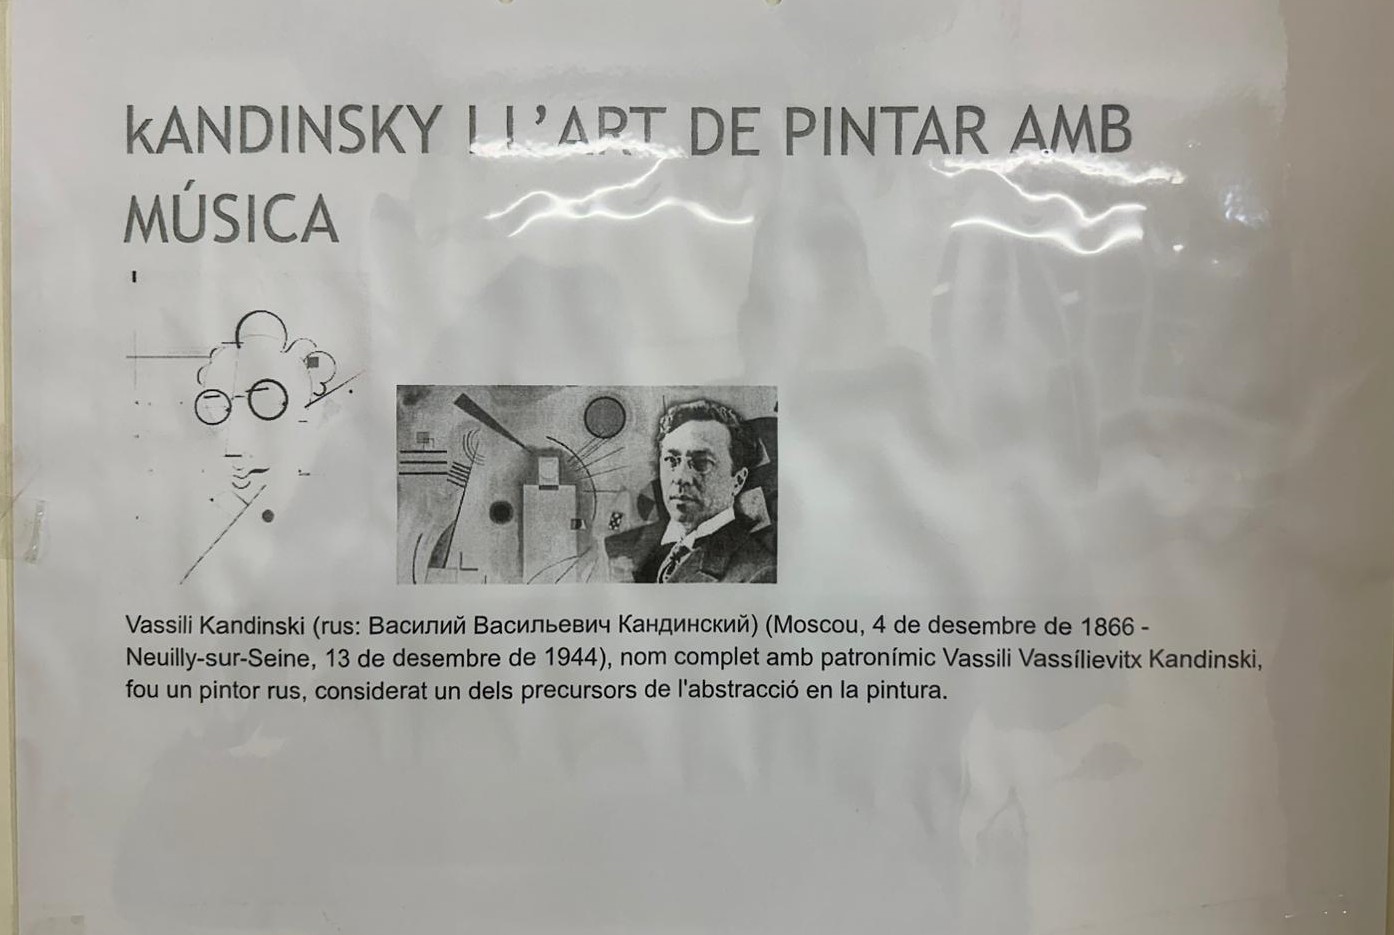 kANDINSKY I L'ART DE PINTAR AMB
MÚSICA
Vassili Kandinski (rus: Василий Васильевич Кандинский) (Moscou, 4 de desembre de 1866 -
Neuilly-sur-Seine, 13 de desembre de 1944), nom complet amb patronímic Vassili Vassílievitx Kandinski,
fou un pintor rus, considerat un dels precursors de l'abstracció en la pintura.